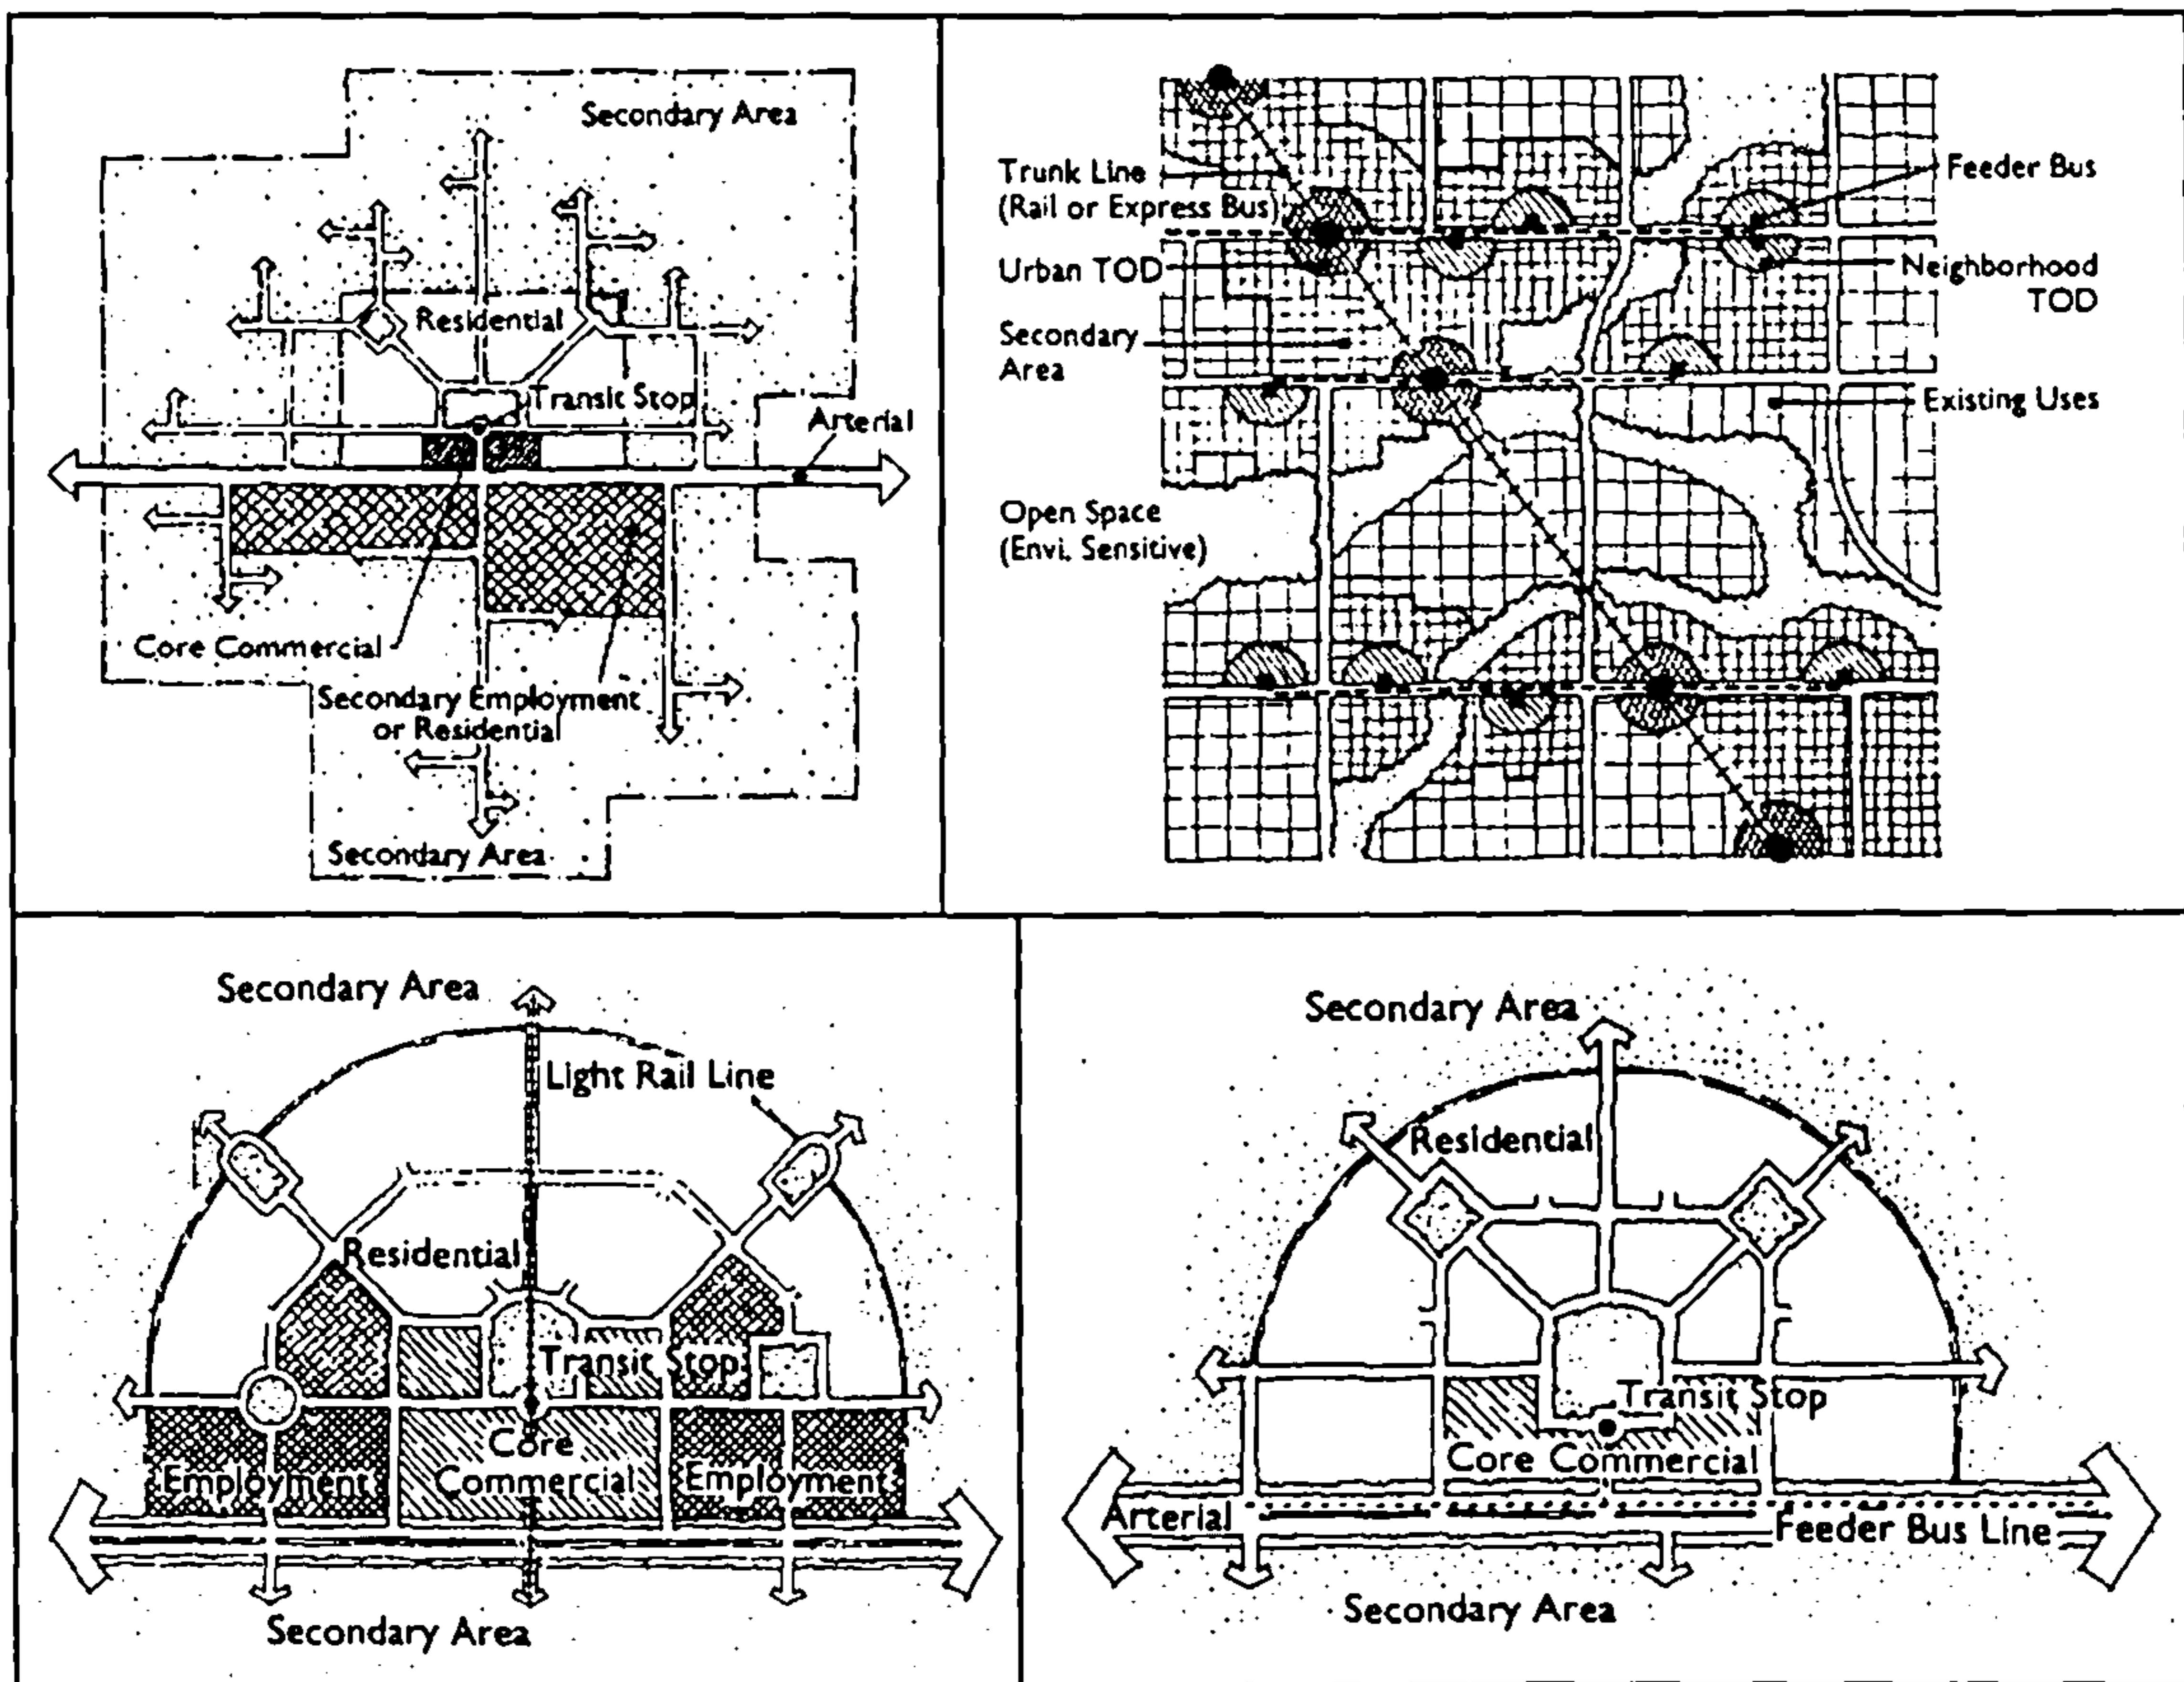 Secondary Area
Residential
Transit Stop
Arterial
Core Commercial
Secondary Employment
or Residential
Secondary Area
Trunk Line
(Rail or Express Bus)
Urban TOD
Secondary
Area
Open Space
(Envi. Sensitive)
Feeder Bus
Neighborhood
TOD
Existing Uses
Secondary Area
Light Rail Line
Residential
Transit Stop
Core
Commercial
Employment
Employment
Secondary Area
Secondary Area
Residential
Transit Stop
Core Commercial
Arterial
Feeder Bus Line
Secondary Area